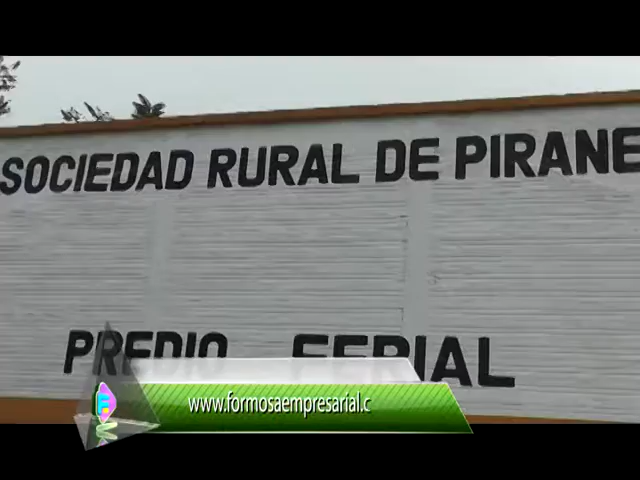 SOCIEDAD RURAL DE PIRANE
PREDIO FERIAL
www.formosaempresarial.c